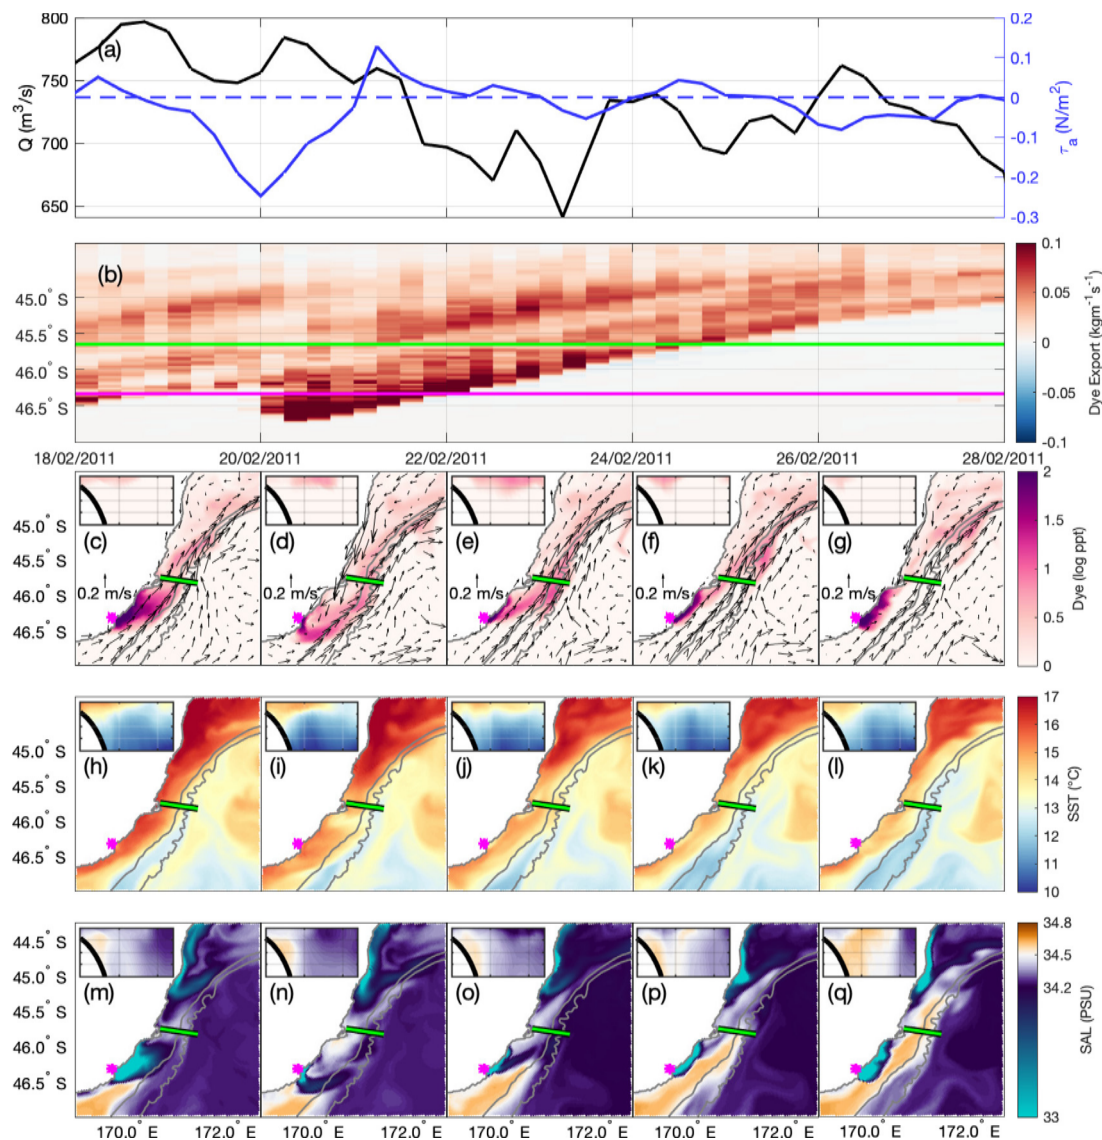 800
(a)
750
700
650
Q (m³/s)
0.2
0.1
0
-0.1
-0.2
-0.3
τa (N/m²)
(b)
45.0° S
45.5° S
46.0° S
46.5° S
0.1
0.05
0
-0.05
-0.1
Dye Export (kgm⁻¹s⁻¹)
18/02/2011 20/02/2011 22/02/2011 24/02/2011 26/02/2011 28/02/2011
45.0° S
45.5° S
46.0° S
46.5° S
(c) (d) (e) (f) (g)
0.2 m/s 0.2 m/s 0.2 m/s 0.2 m/s 0.2 m/s
2
1.5
1
0.5
0
Dye (log ppt)
45.0° S
45.5° S
46.0° S
46.5° S
(h) (i) (j) (k) (l)
17
16
15
14
13
12
11
10
SST (°C)
44.5° S
45.0° S
45.5° S
46.0° S
46.5° S
(m) (n) (o) (p) (q)
34.8
34.5
34.2
33
SAL (PSU)
170.0° E 172.0° E 170.0° E 172.0° E 170.0° E 172.0° E 170.0° E 172.0° E 170.0° E 172.0° E